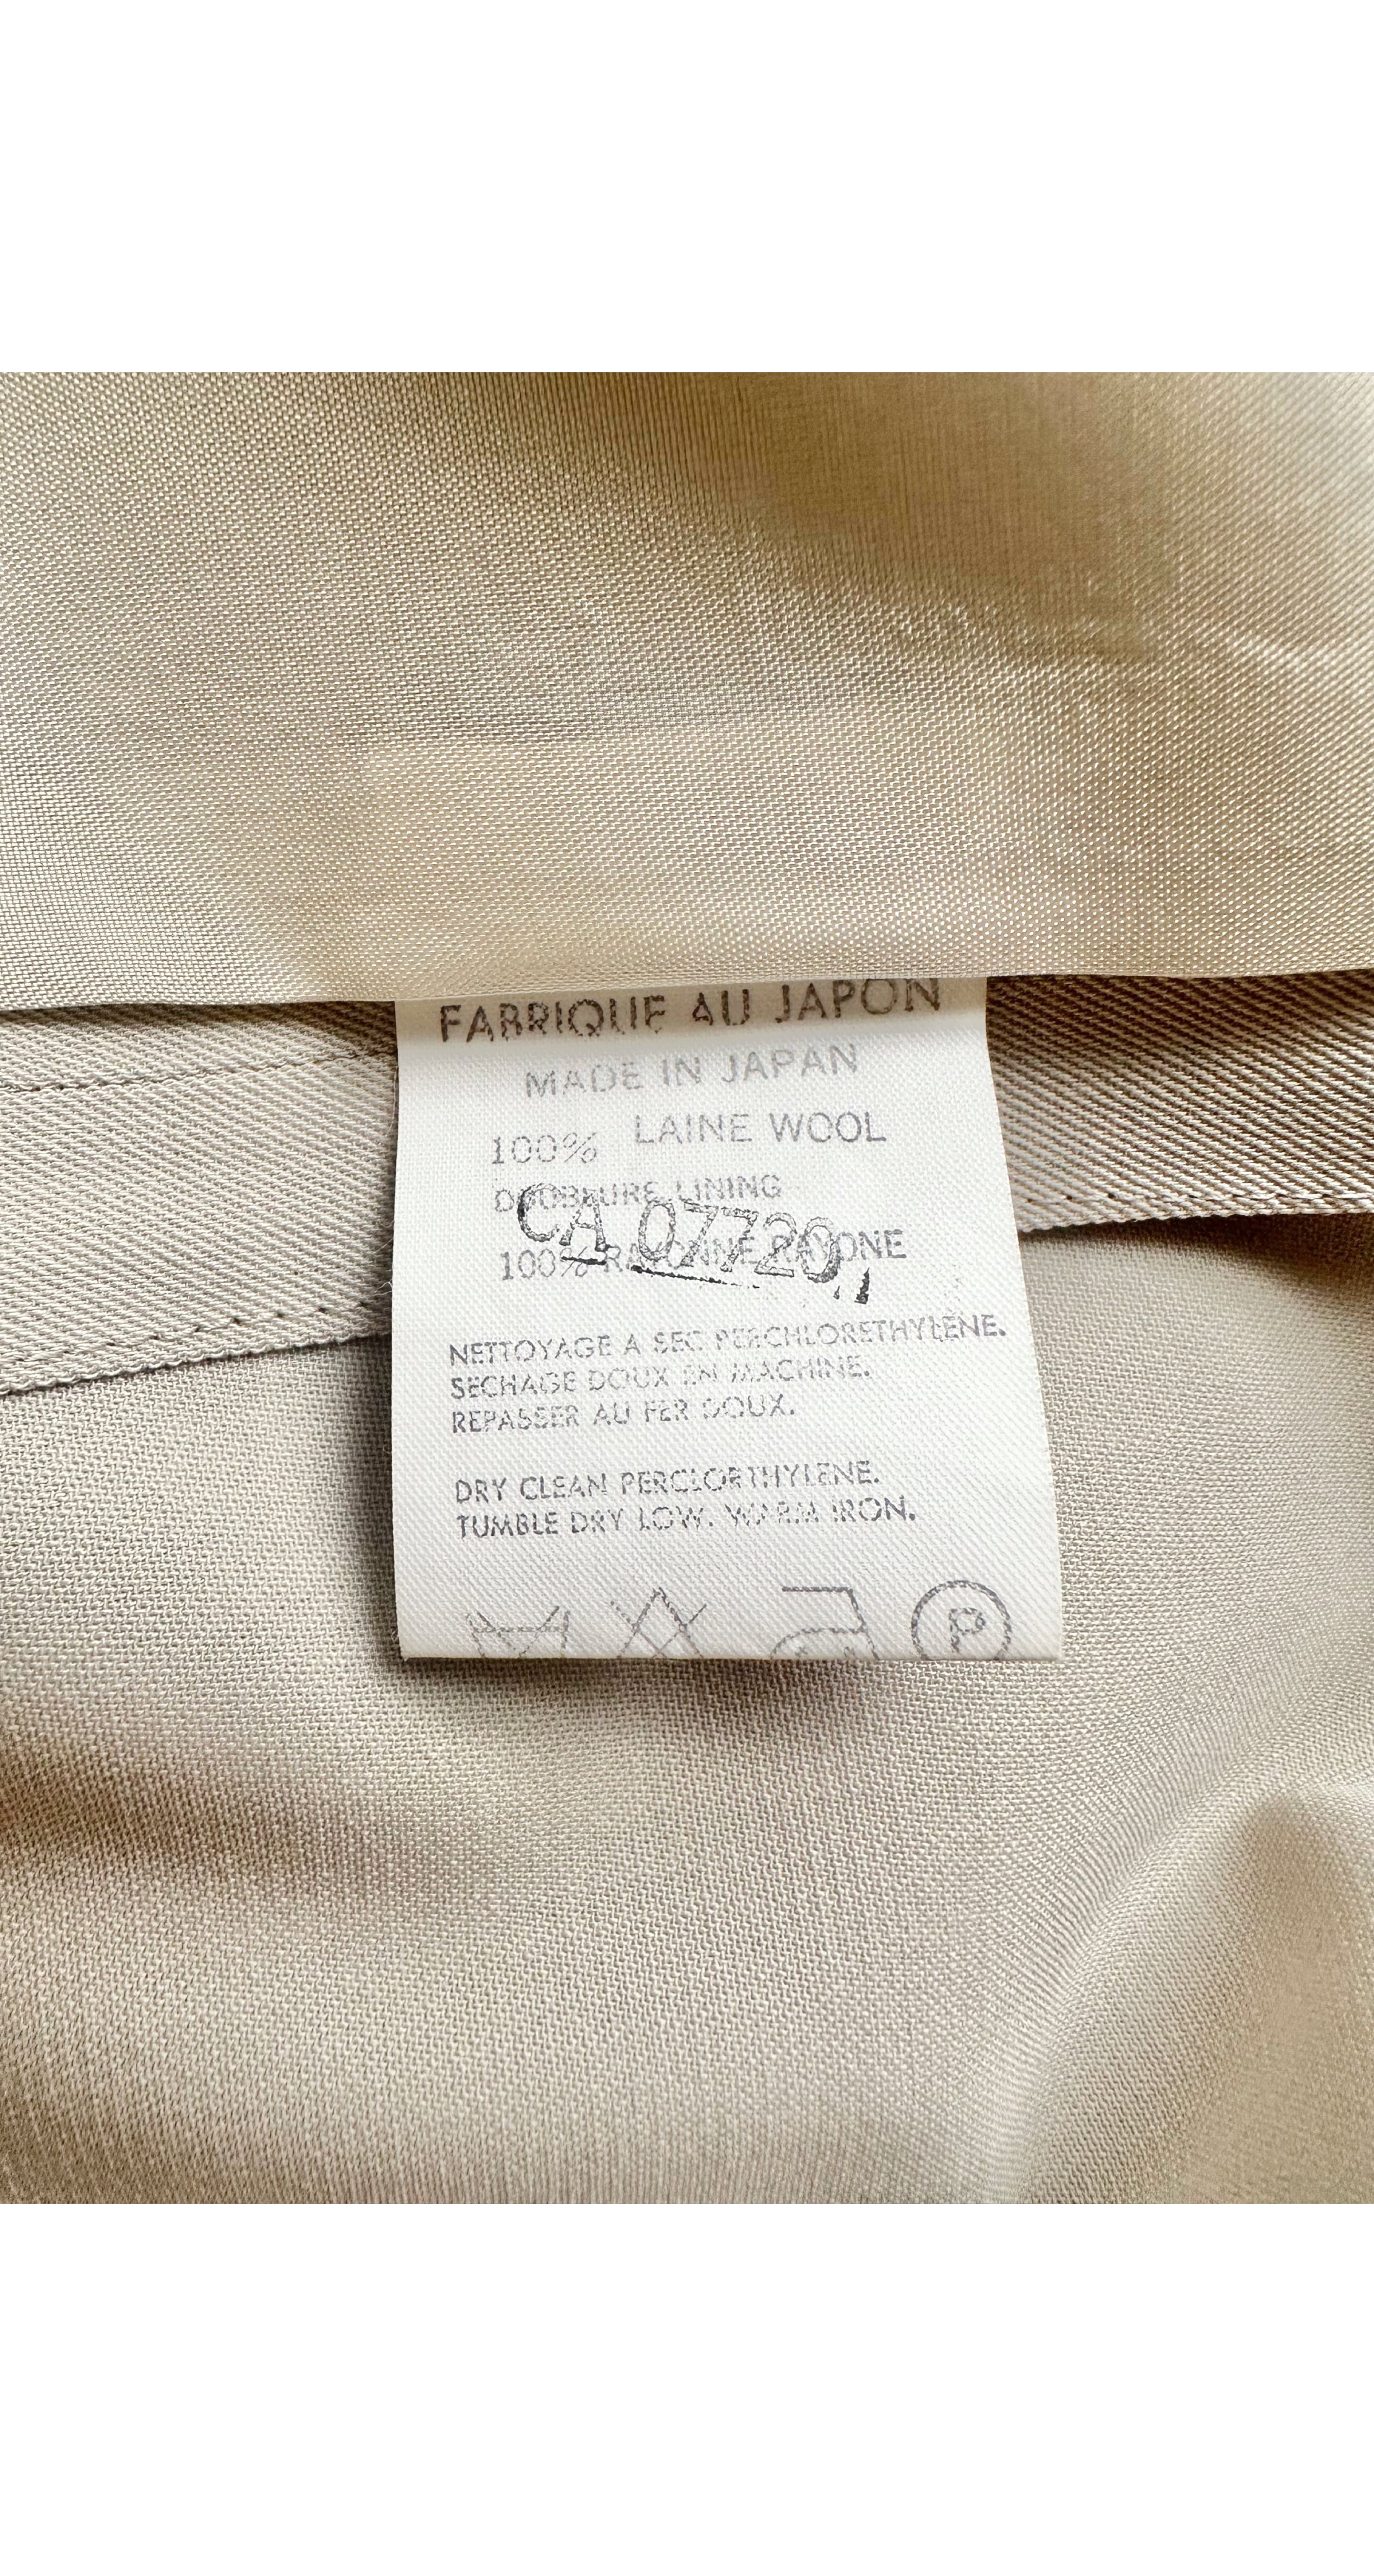 FABRIQUE AU JAPON
MADE IN JAPAN
100% LAINE WOOL
DOUBLURE LINING
CA 07720
100% RAYONNE RAYONE
NETTOYAGE A SEC PERCHLORETHYLENE.
SECHAGE DOUX EN MACHINE.
REPASSER AU FER DOUX.
DRY CLEAN PERCLORTHYLENE.
TUMBLE DRY LOW. WARM IRON.
P